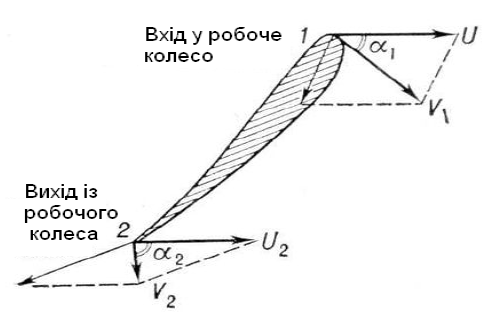 Вхід у робоче
колесо
1
α1
U
V1
Вихід із
робочого
колеса
2
α2
U2
V2